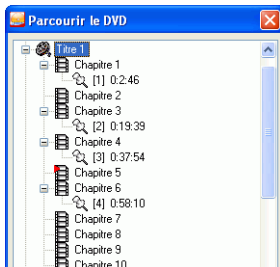 Parcourir le DVD
Titre 1
Chapitre 1
[1] 0:2:46
Chapitre 2
Chapitre 3
[2] 0:19:39
Chapitre 4
[3] 0:37:54
Chapitre 5
Chapitre 6
[4] 0:58:10
Chapitre 7
Chapitre 8
Chapitre 9
Chapitre 10